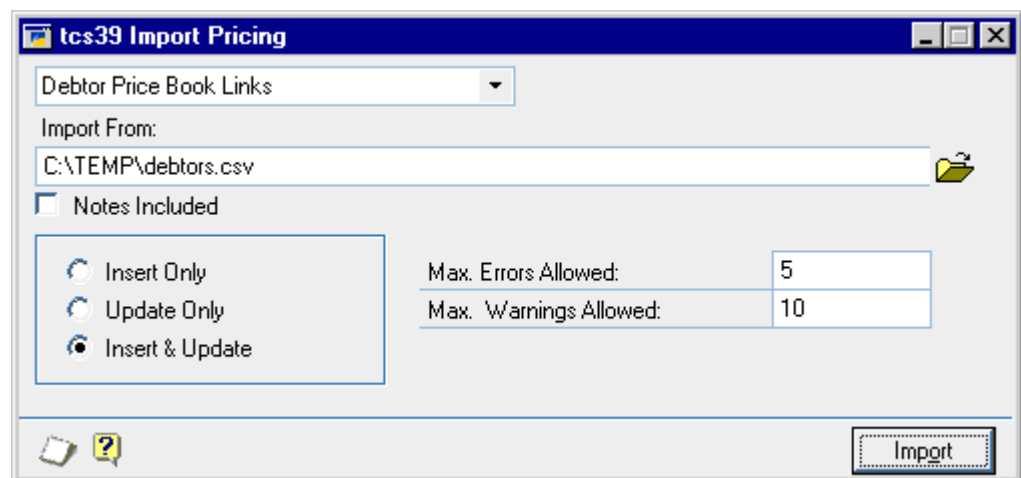 tcs39 Import Pricing
Debtor Price Book Links
Import From:
C:\TEMP\debtors.csv
Notes Included
Insert Only
Max. Errors Allowed: 5
Update Only
Max. Warnings Allowed: 10
Insert & Update
Import